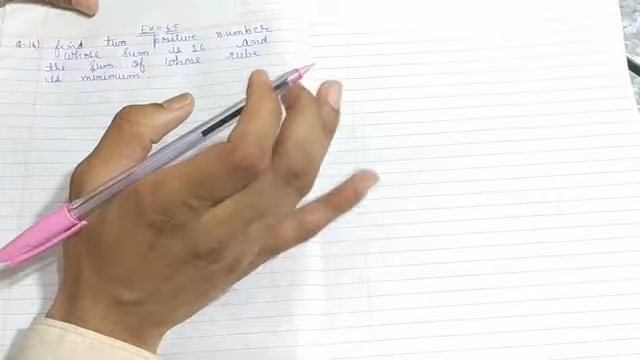 Ex = 6.5
Q-16) find two positive number
whose sum is 16 and
the sum of whose cube
is minimum.